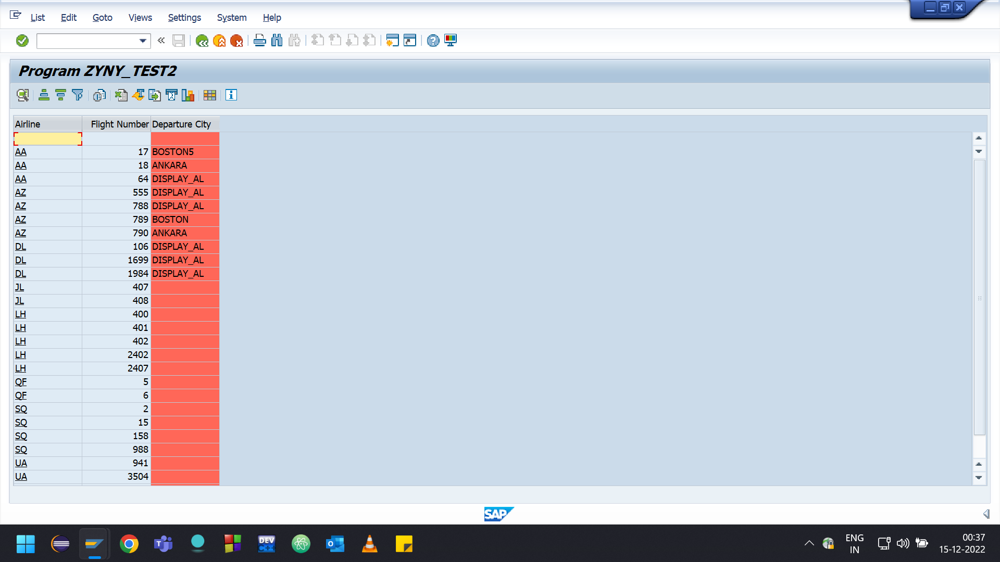 List Edit Goto Views Settings System Help
Program ZYNY_TEST2
Airline Flight Number Departure City
AA 17 BOSTON5
AA 18 ANKARA
AA 64 DISPLAY_AL
AZ 555 DISPLAY_AL
AZ 788 DISPLAY_AL
AZ 789 BOSTON
AZ 790 ANKARA
DL 106 DISPLAY_AL
DL 1699 DISPLAY_AL
DL 1984 DISPLAY_AL
JL 407
JL 408
LH 400
LH 401
LH 402
LH 2402
LH 2407
QF 5
QF 6
SQ 2
SQ 15
SQ 158
SQ 988
UA 941
UA 3504
SAP
DEV C++
ENG 00:37
IN 15-12-2022